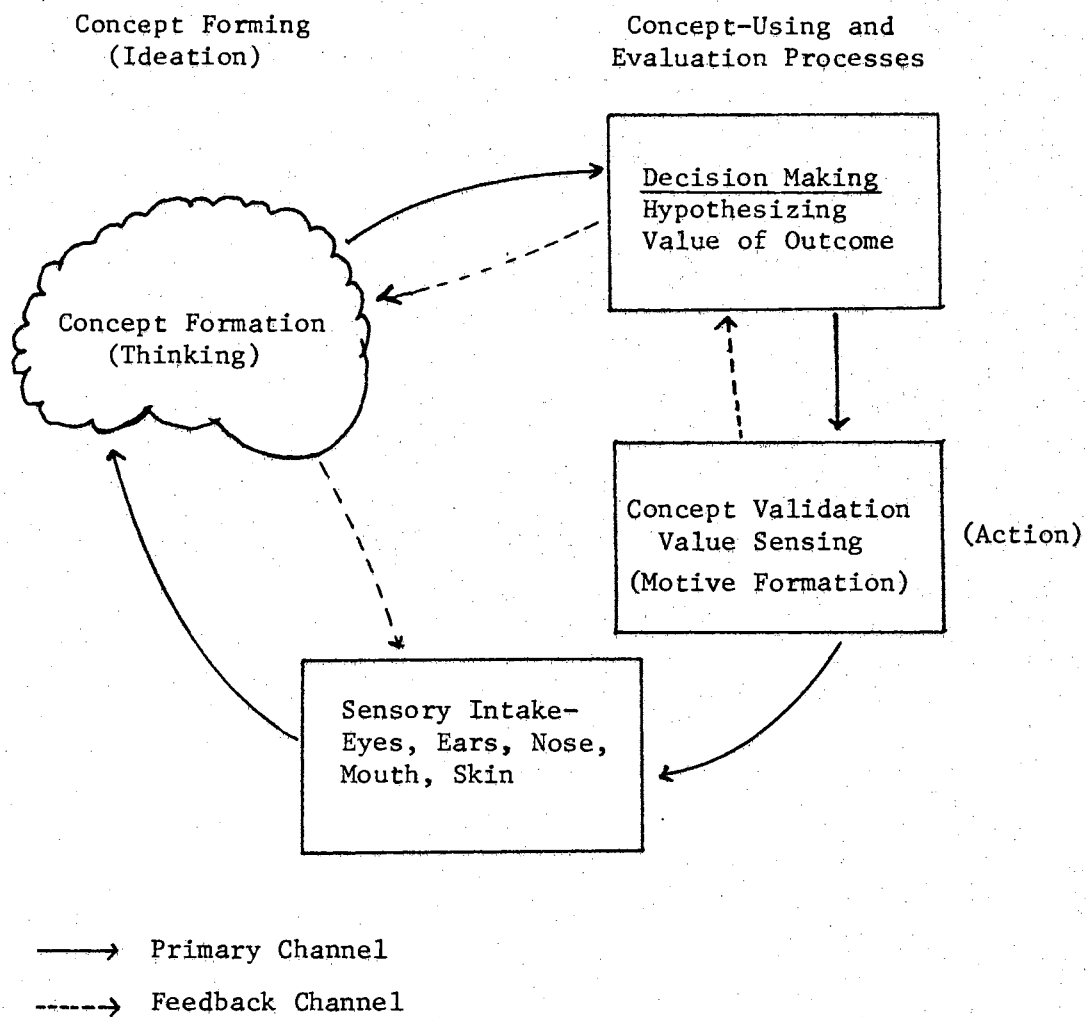 Concept Forming
(Ideation)
Concept-Using and
Evaluation Processes
Decision Making
Hypothesizing
Value of Outcome
Concept Formation
(Thinking)
Concept Validation
Value Sensing
(Motive Formation)
(Action)
Sensory Intake-
Eyes, Ears, Nose,
Mouth, Skin
Primary Channel
Feedback Channel